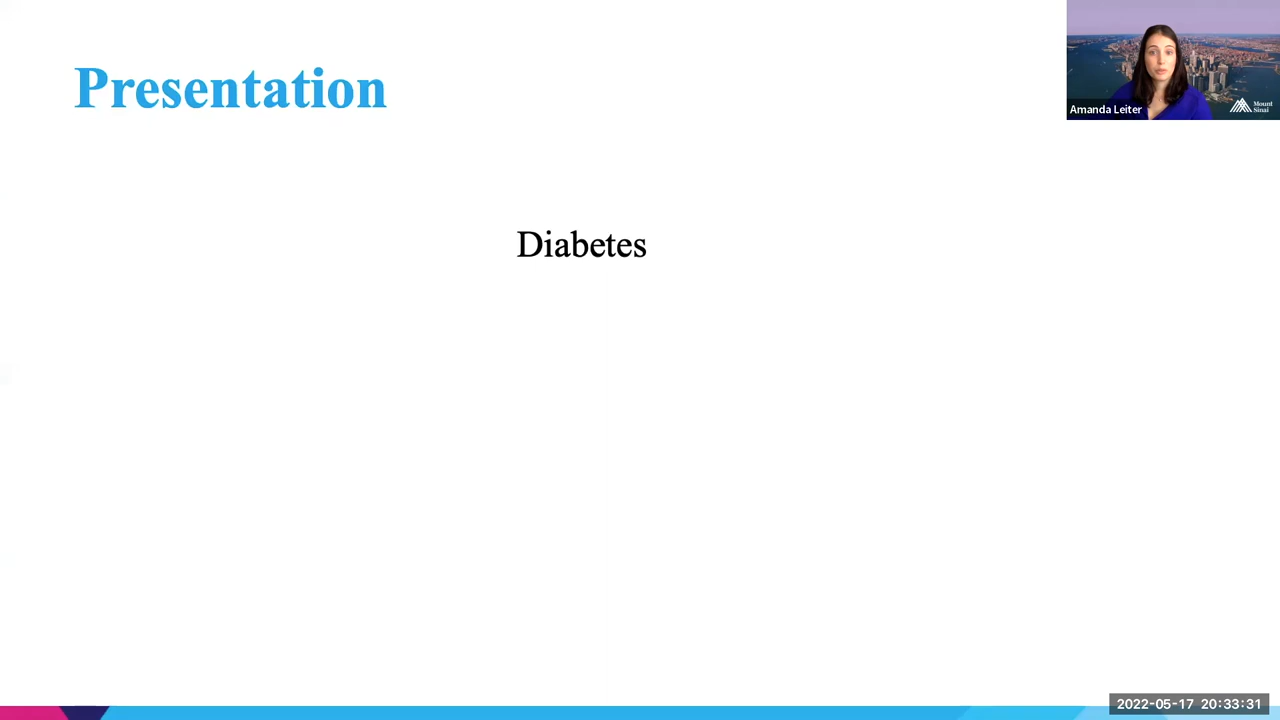 Presentation
Amanda Leiter
Mount
Sinai
Diabetes
2022-05-17 20:33:31